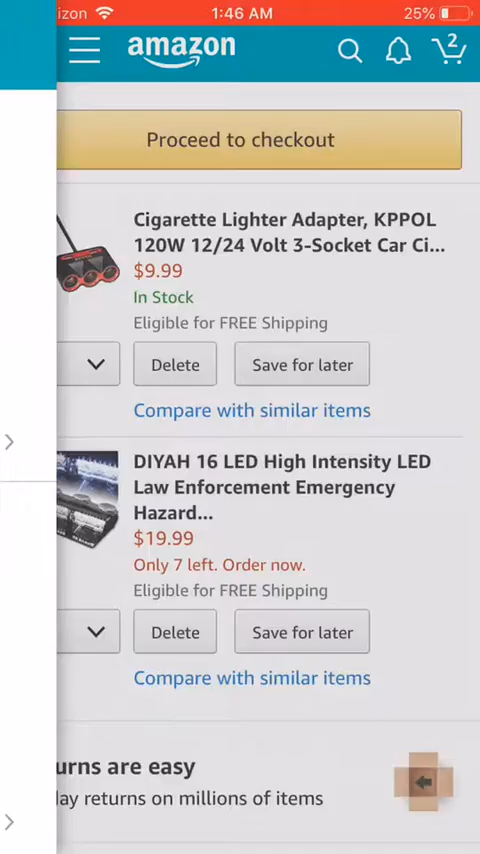 izon 1:46 AM 25%
amazon 2
Proceed to checkout
Cigarette Lighter Adapter, KPPOL
120W 12/24 Volt 3-Socket Car Ci...
$9.99
In Stock
Eligible for FREE Shipping
Delete Save for later
Compare with similar items
DIYAH 16 LED High Intensity LED
Law Enforcement Emergency
Hazard...
$19.99
Only 7 left. Order now.
Eligible for FREE Shipping
Delete Save for later
Compare with similar items
urns are easy
day returns on millions of items